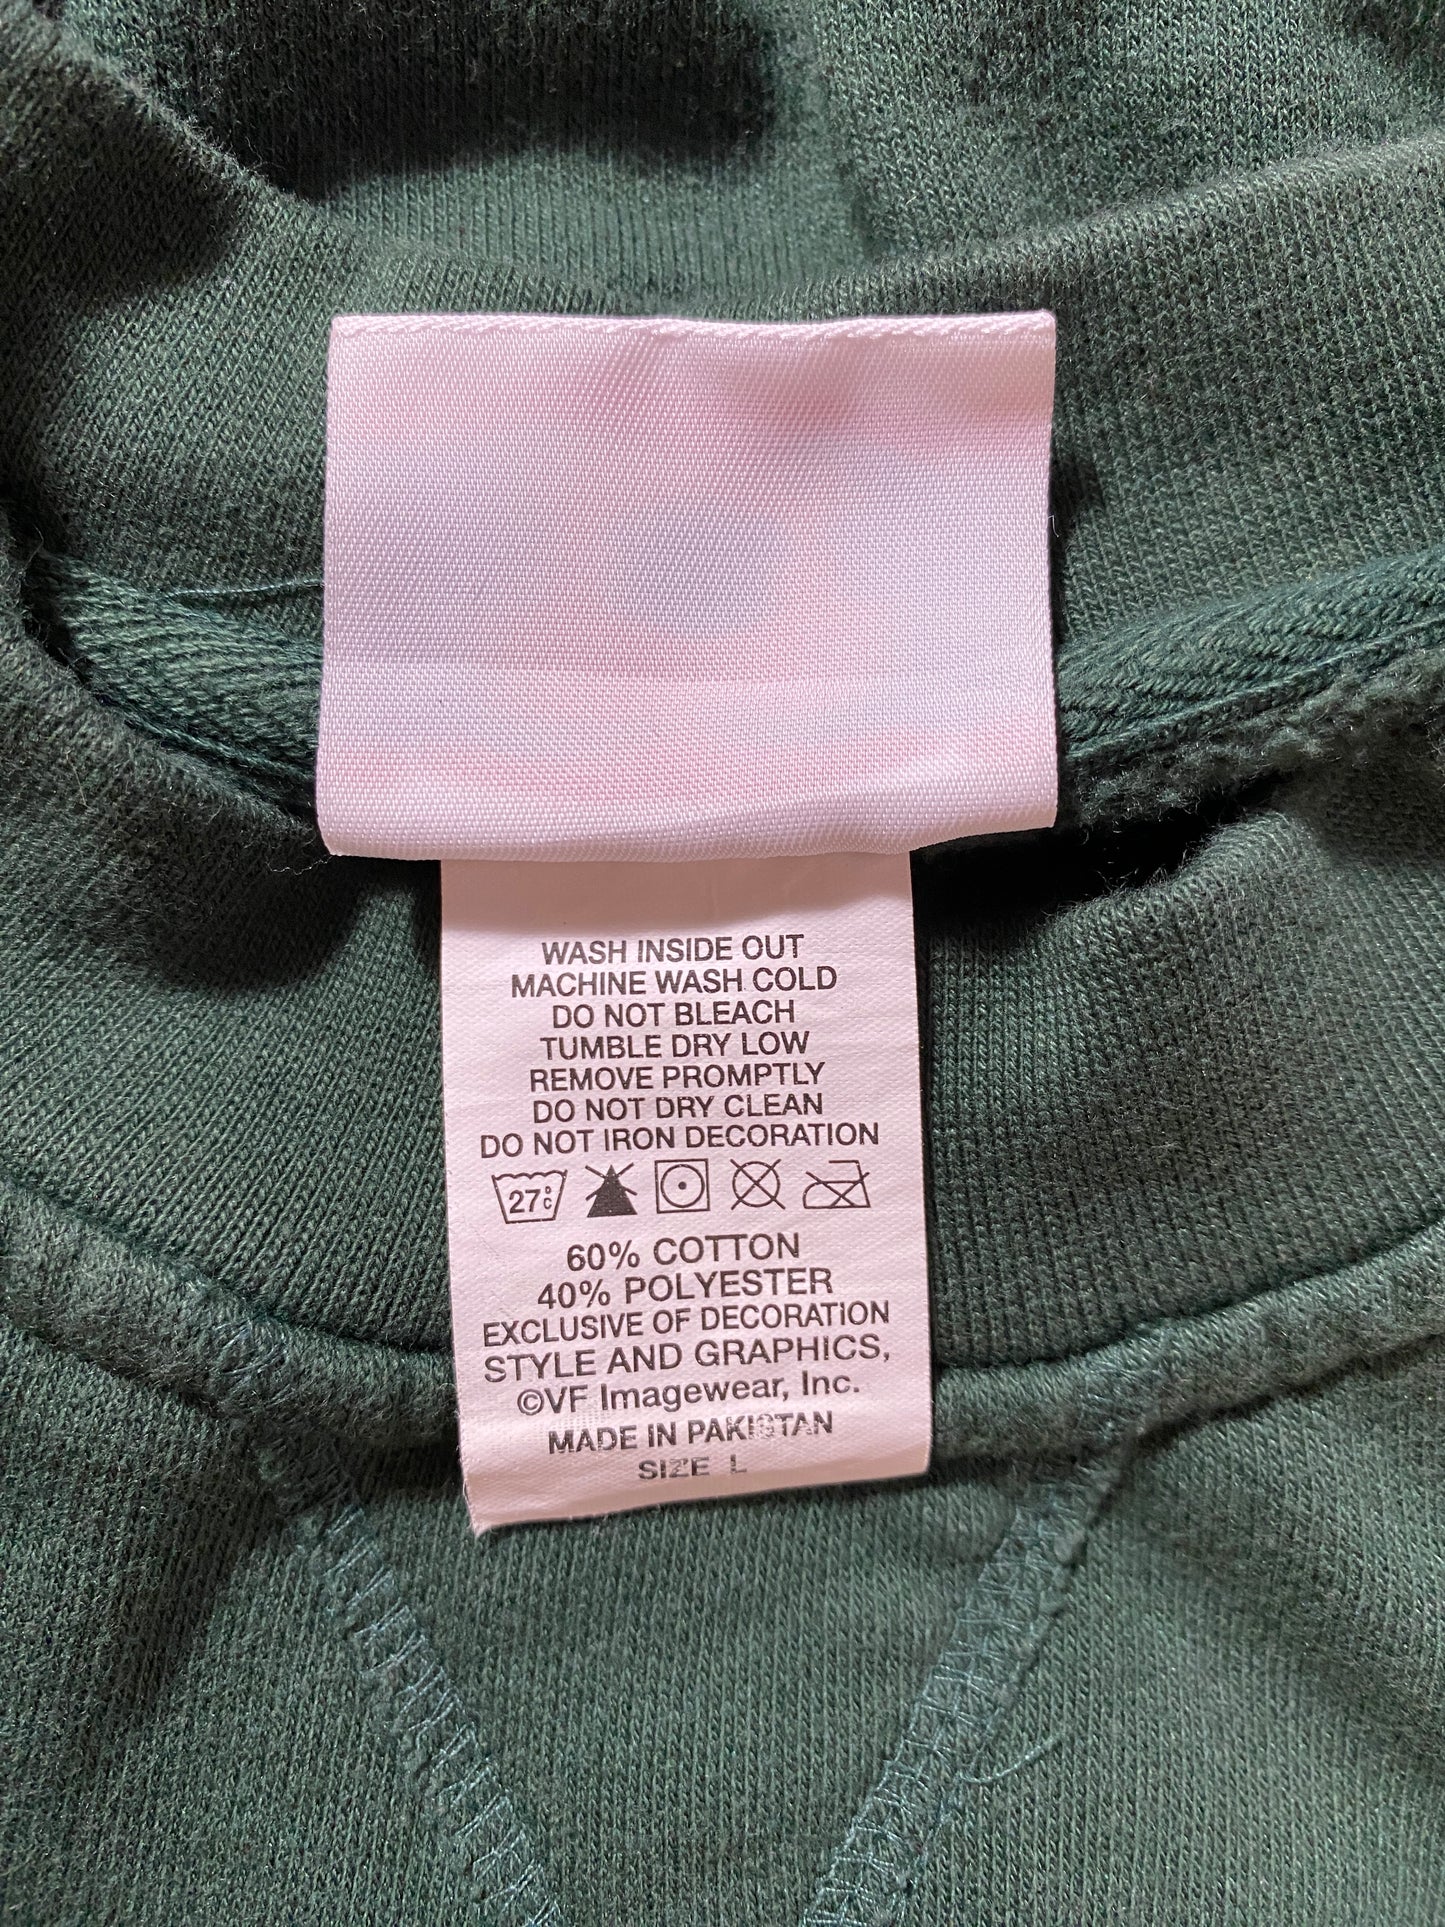 WASH INSIDE OUT
MACHINE WASH COLD
DO NOT BLEACH
TUMBLE DRY LOW
REMOVE PROMPTLY
DO NOT DRY CLEAN
DO NOT IRON DECORATION
27°C
60% COTTON
40% POLYESTER
EXCLUSIVE OF DECORATION
STYLE AND GRAPHICS,
©VF Imagewear, Inc.
MADE IN PAKISTAN
SIZE L